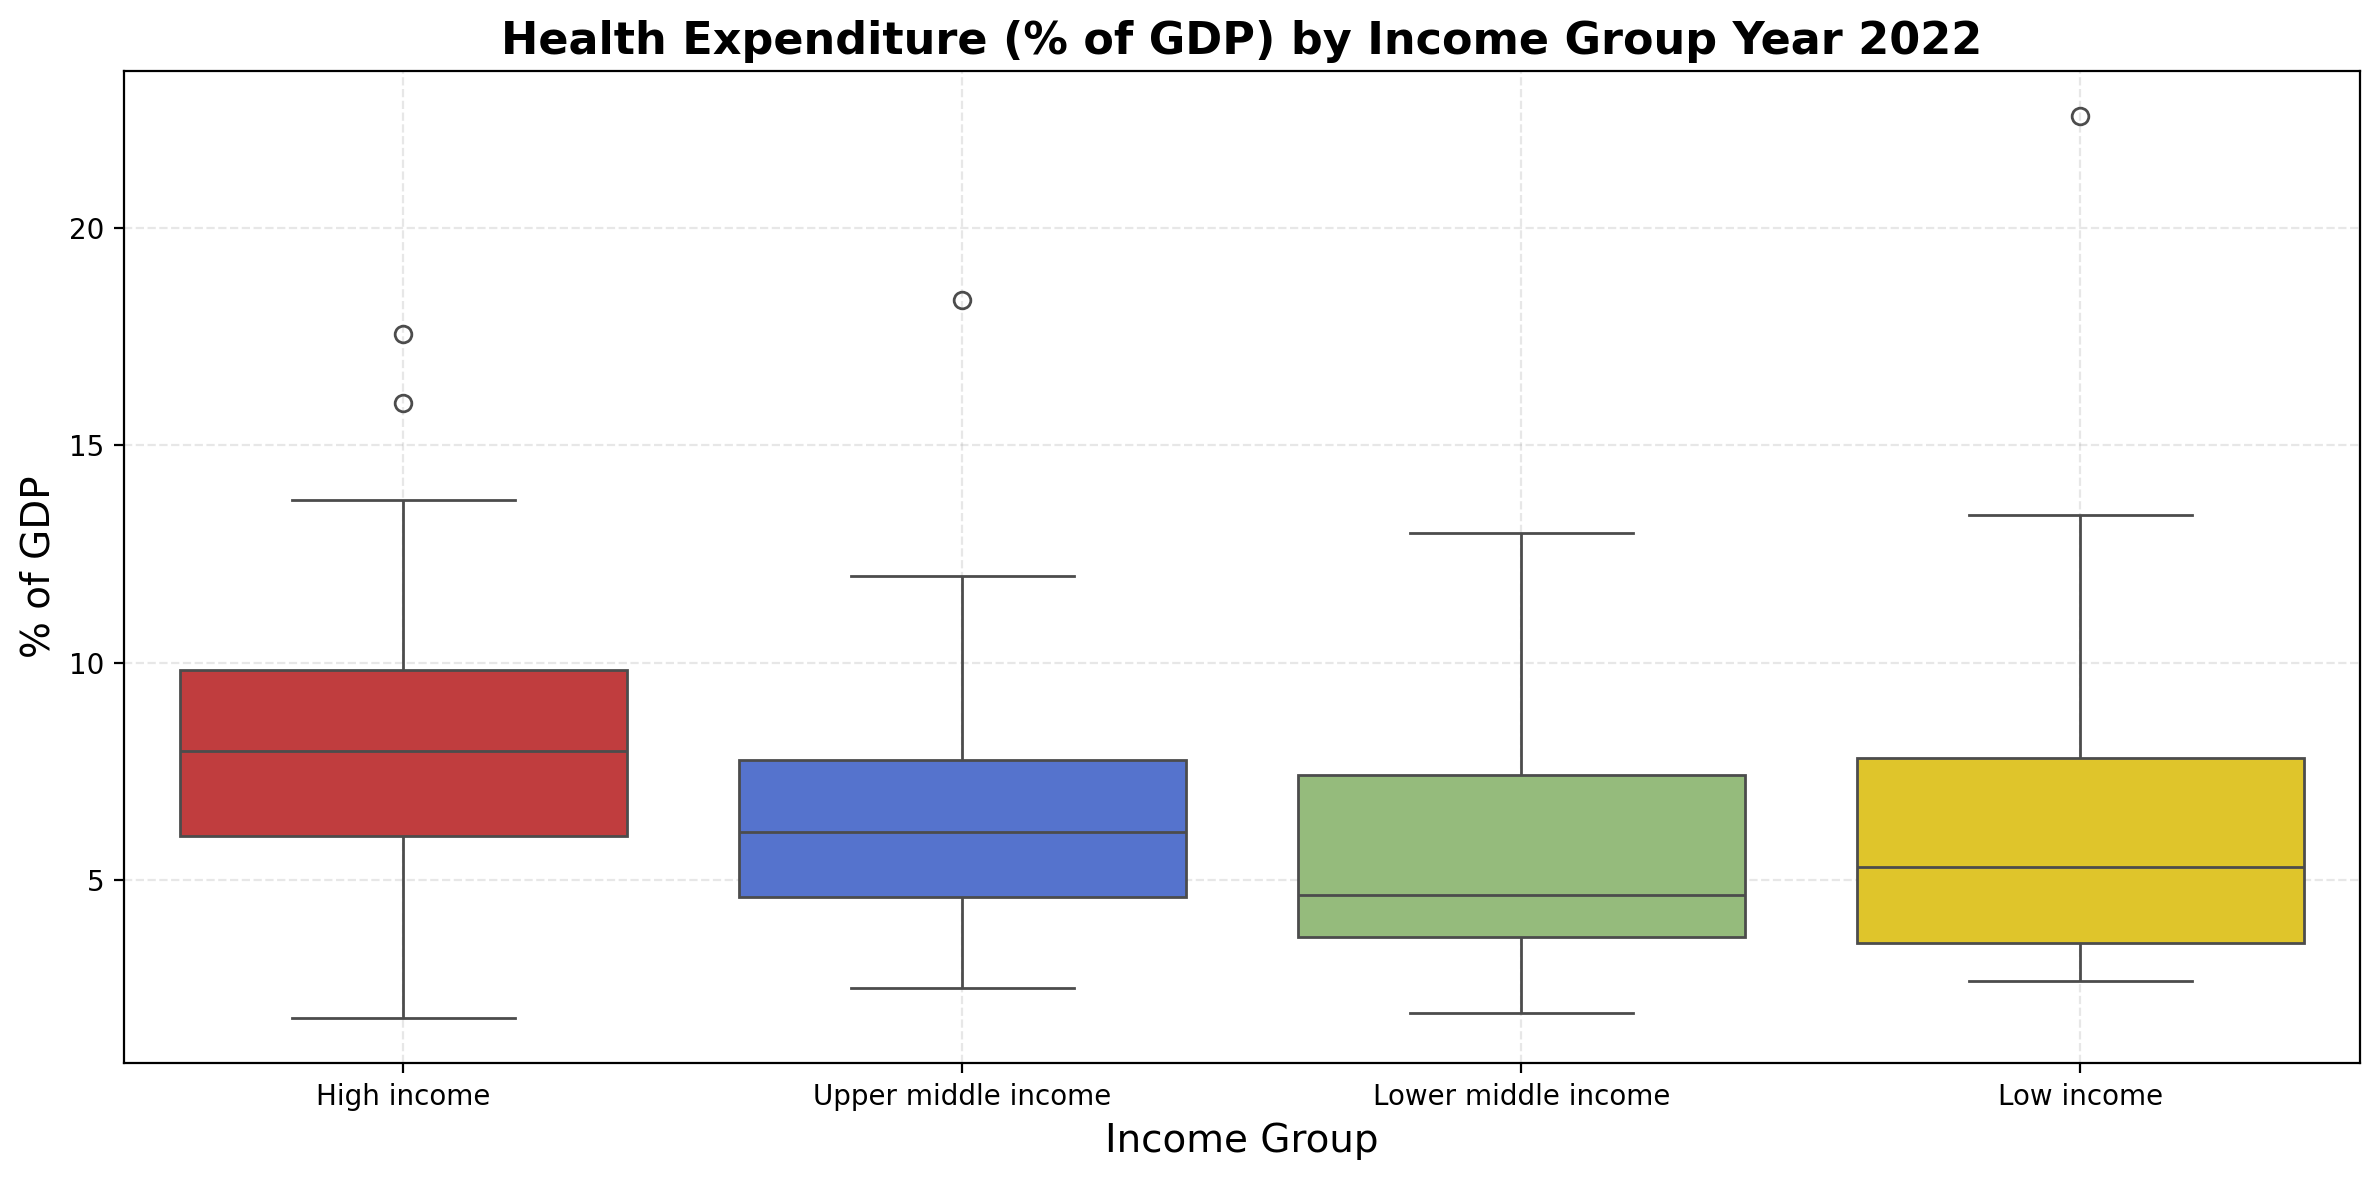 Health Expenditure (% of GDP) by Income Group Year 2022
% of GDP
20
15
10
5
High income
Upper middle income
Lower middle income
Low income
Income Group